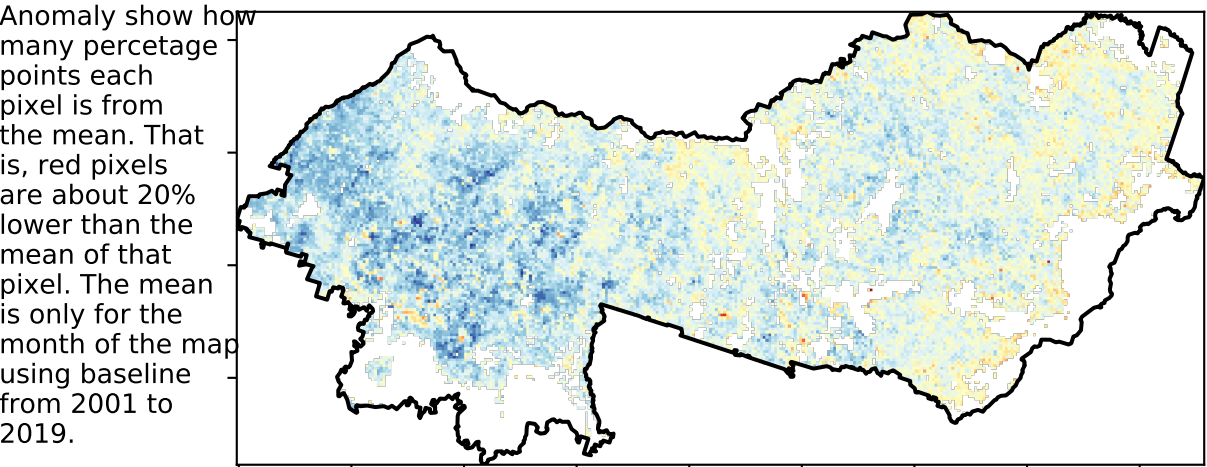 Anomaly show how
many percetage
points each
pixel is from
the mean. That
is, red pixels
are about 20%
lower than the
mean of that
pixel. The mean
is only for the
month of the map
using baseline
from 2001 to
2019.